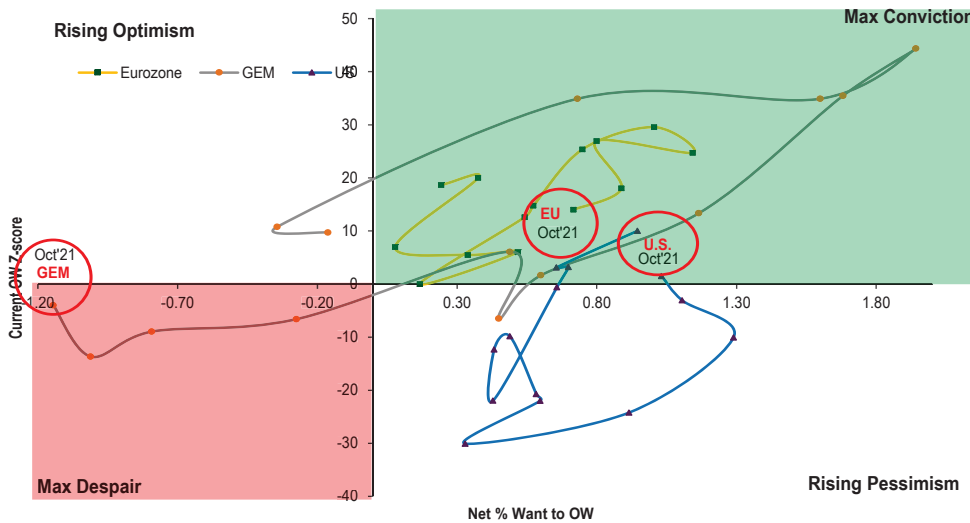 50
Max Conviction
Rising Optimism
Eurozone GEM US
40
30
20
EU
Oct'21
U.S.
Oct'21
10
Oct'21
GEM
Current OW Z-score
0
-1.20 -0.70 -0.20 0.30 0.80 1.30 1.80
-10
-20
-30
Max Despair
Rising Pessimism
-40
Net % Want to OW